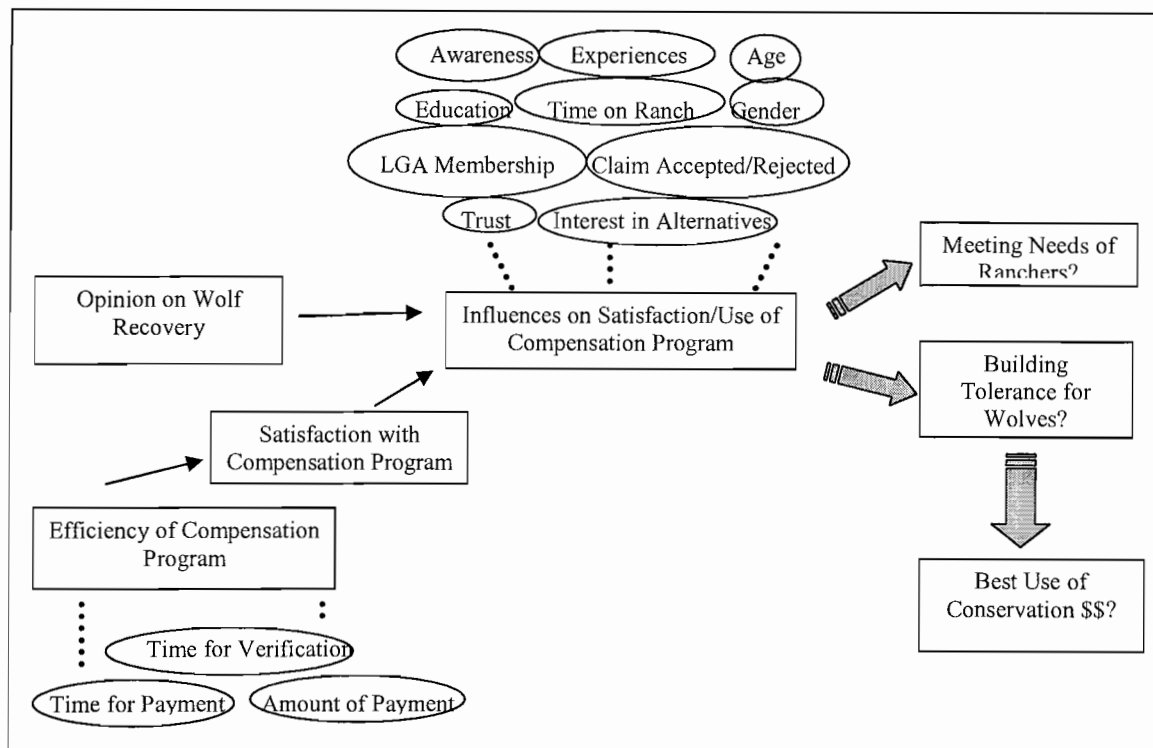 Awareness
Experiences
Age
Education
Time on Ranch
Gender
LGA Membership
Claim Accepted/Rejected
Trust
Interest in Alternatives
Meeting Needs of
Ranchers?
Opinion on Wolf
Recovery
Influences on Satisfaction/Use of
Compensation Program
Building
Tolerance for
Wolves?
Satisfaction with
Compensation Program
Efficiency of Compensation
Program
Best Use of
Conservation $$?
Time for Verification
Time for Payment
Amount of Payment